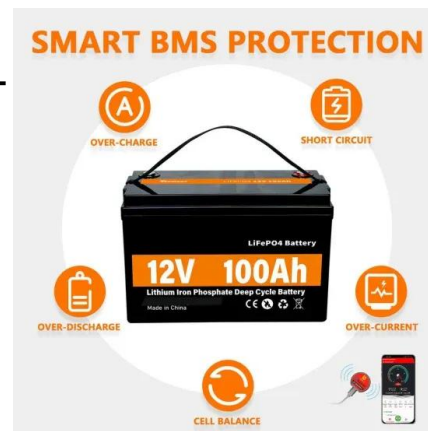 SMART BMS PROTECTION
OVER-CHARGE
SHORT CIRCUIT
LiFePO4 Battery
12V 100Ah
Lithium Iron Phosphate Deep Cycle Battery
Made in China
OVER-DISCHARGE
OVER-CURRENT
CELL BALANCE